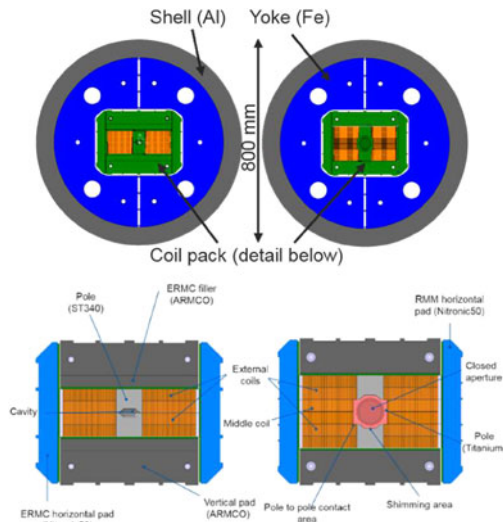 Shell (Al)
Yoke (Fe)
800 mm
Coil pack (detail below)
Pole
(ST340)
ERMC filler
(ARMCO)
RMM horizontal
pad (Nitronic50)
External
coils
Closed
aperture
Cavity
Middle coil
Pole
(Titanium
ERMC horizontal pad
Vertical pad
(ARMCO)
Pole to pole contact
area
Shimming area